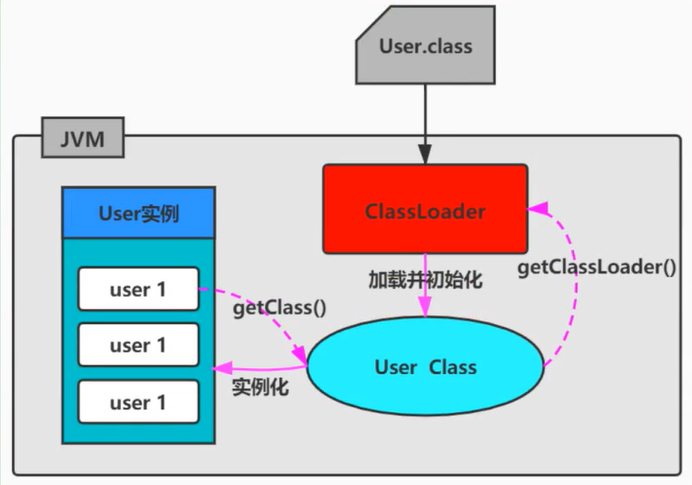 User.class
JVM
ClassLoader
User实例
加载并初始化
getClassLoader()
user 1
getClass()
user 1
User Class
实例化
user 1